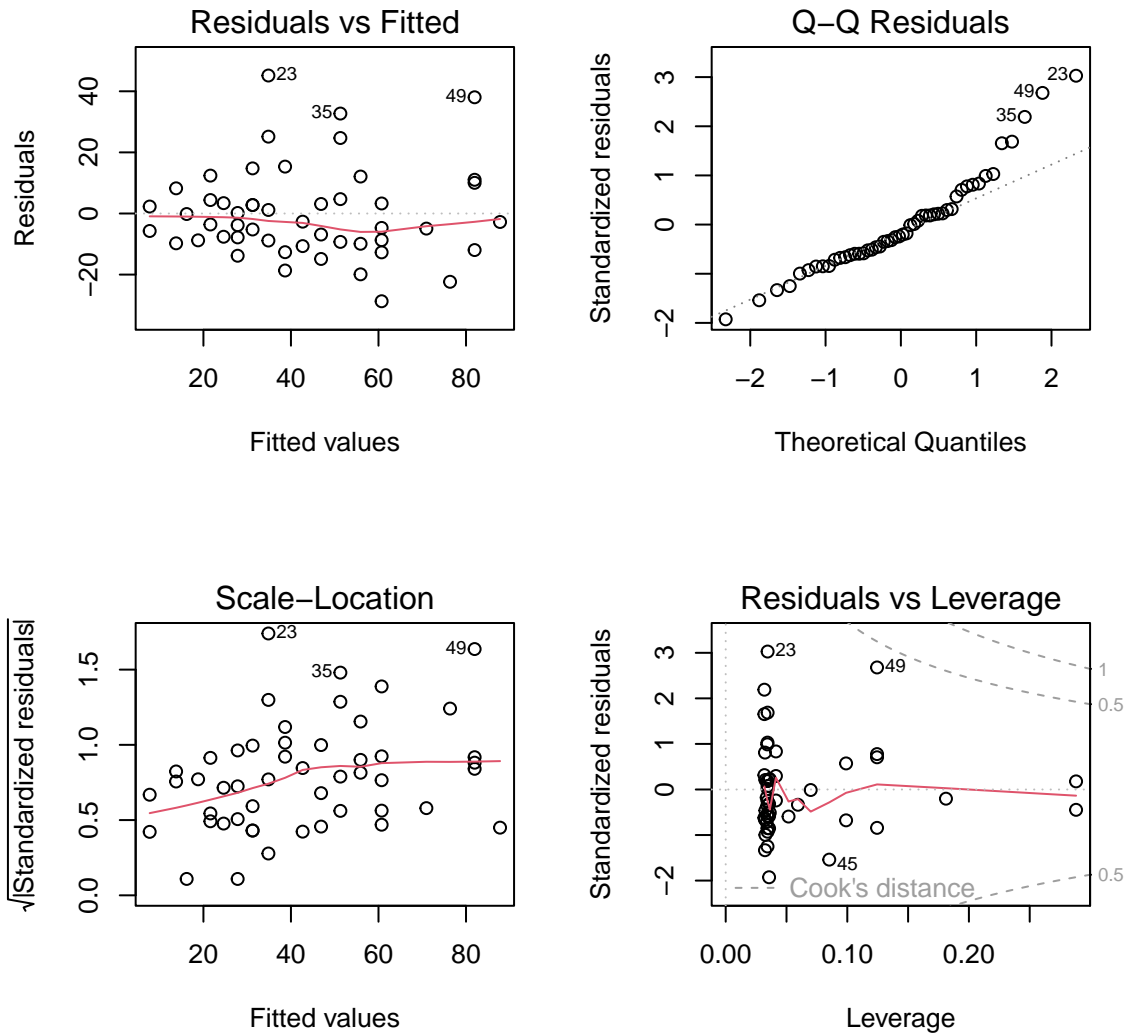 Residuals vs Fitted
Residuals
40
20
0
−20
23
35
49
20 40 60 80
Fitted values
Q−Q Residuals
Standardized residuals
3
2
1
0
−2
23
49
35
−2 −1 0 1 2
Theoretical Quantiles
Scale−Location
√|Standardized residuals|
1.5
1.0
0.5
0.0
23
35
49
20 40 60 80
Fitted values
Residuals vs Leverage
Standardized residuals
3
2
1
0
−2
23
49
45
1
0.5
0.5
Cook's distance
0.00 0.10 0.20
Leverage